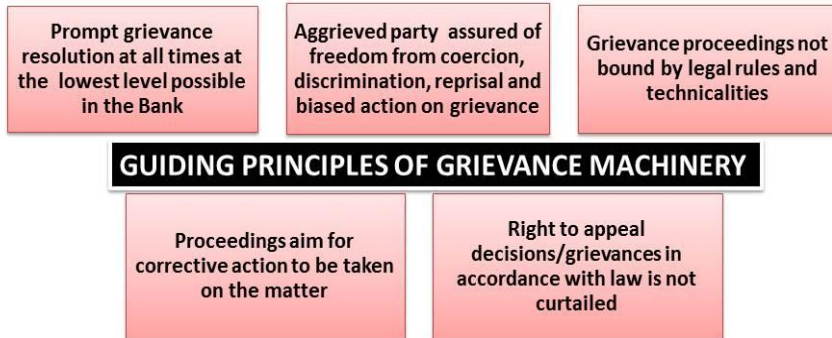 Prompt grievance
resolution at all times at
the lowest level possible
in the Bank
Aggrieved party assured of
freedom from coercion,
discrimination, reprisal and
biased action on grievance
Grievance proceedings not
bound by legal rules and
technicalities
GUIDING PRINCIPLES OF GRIEVANCE MACHINERY
Proceedings aim for
corrective action to be taken
on the matter
Right to appeal
decisions/grievances in
accordance with law is not
curtailed